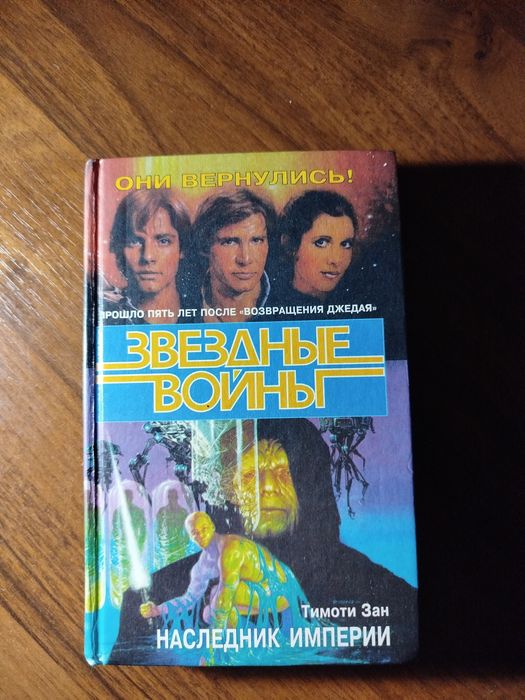 ОНИ ВЕРНУЛИСЬ!
ПРОШЛО ПЯТЬ ЛЕТ ПОСЛЕ «ВОЗВРАЩЕНИЯ ДЖЕДАЯ»
ЗВЕЗДНЫЕ
ВОЙНЫ
Тимоти Зан
НАСЛЕДНИК ИМПЕРИИ